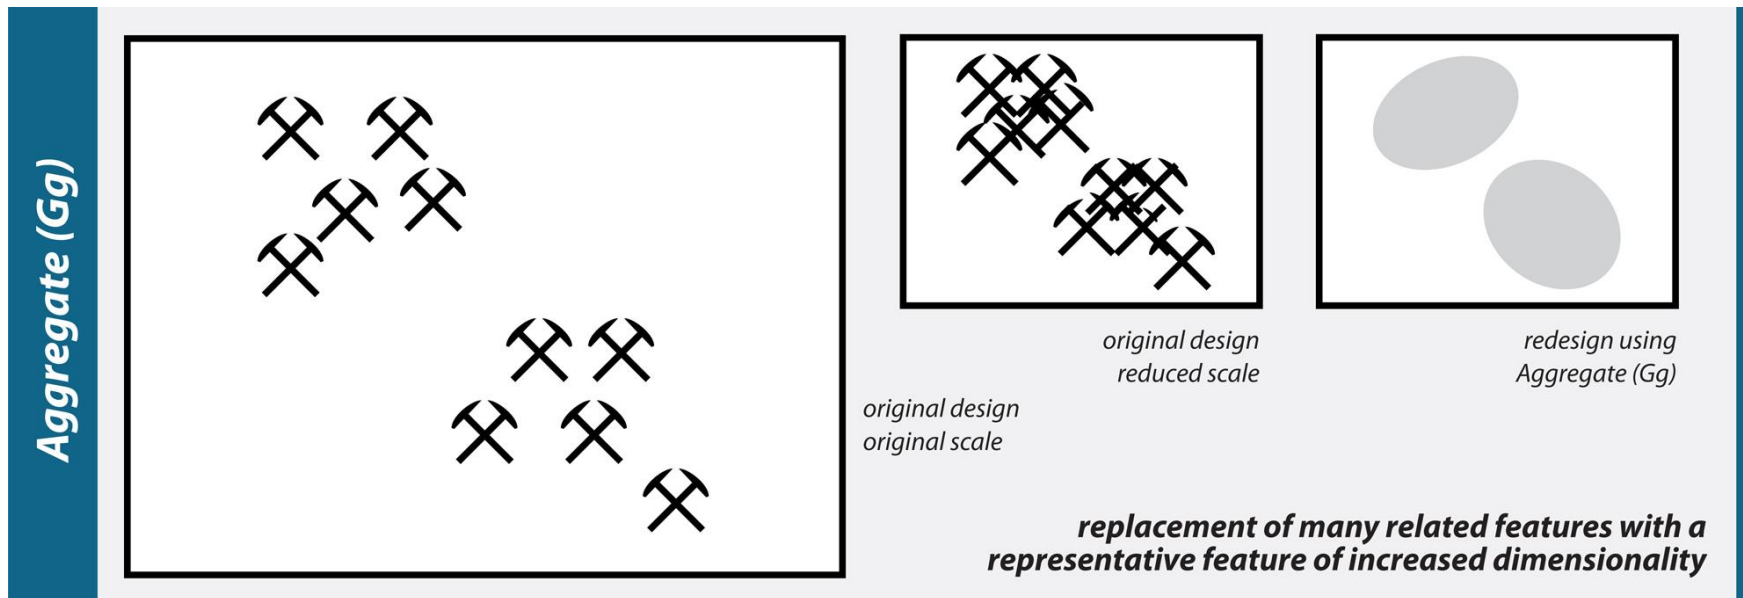 Aggregate (Gg)
original design
original scale
original design
reduced scale
redesign using
Aggregate (Gg)
replacement of many related features with a
representative feature of increased dimensionality